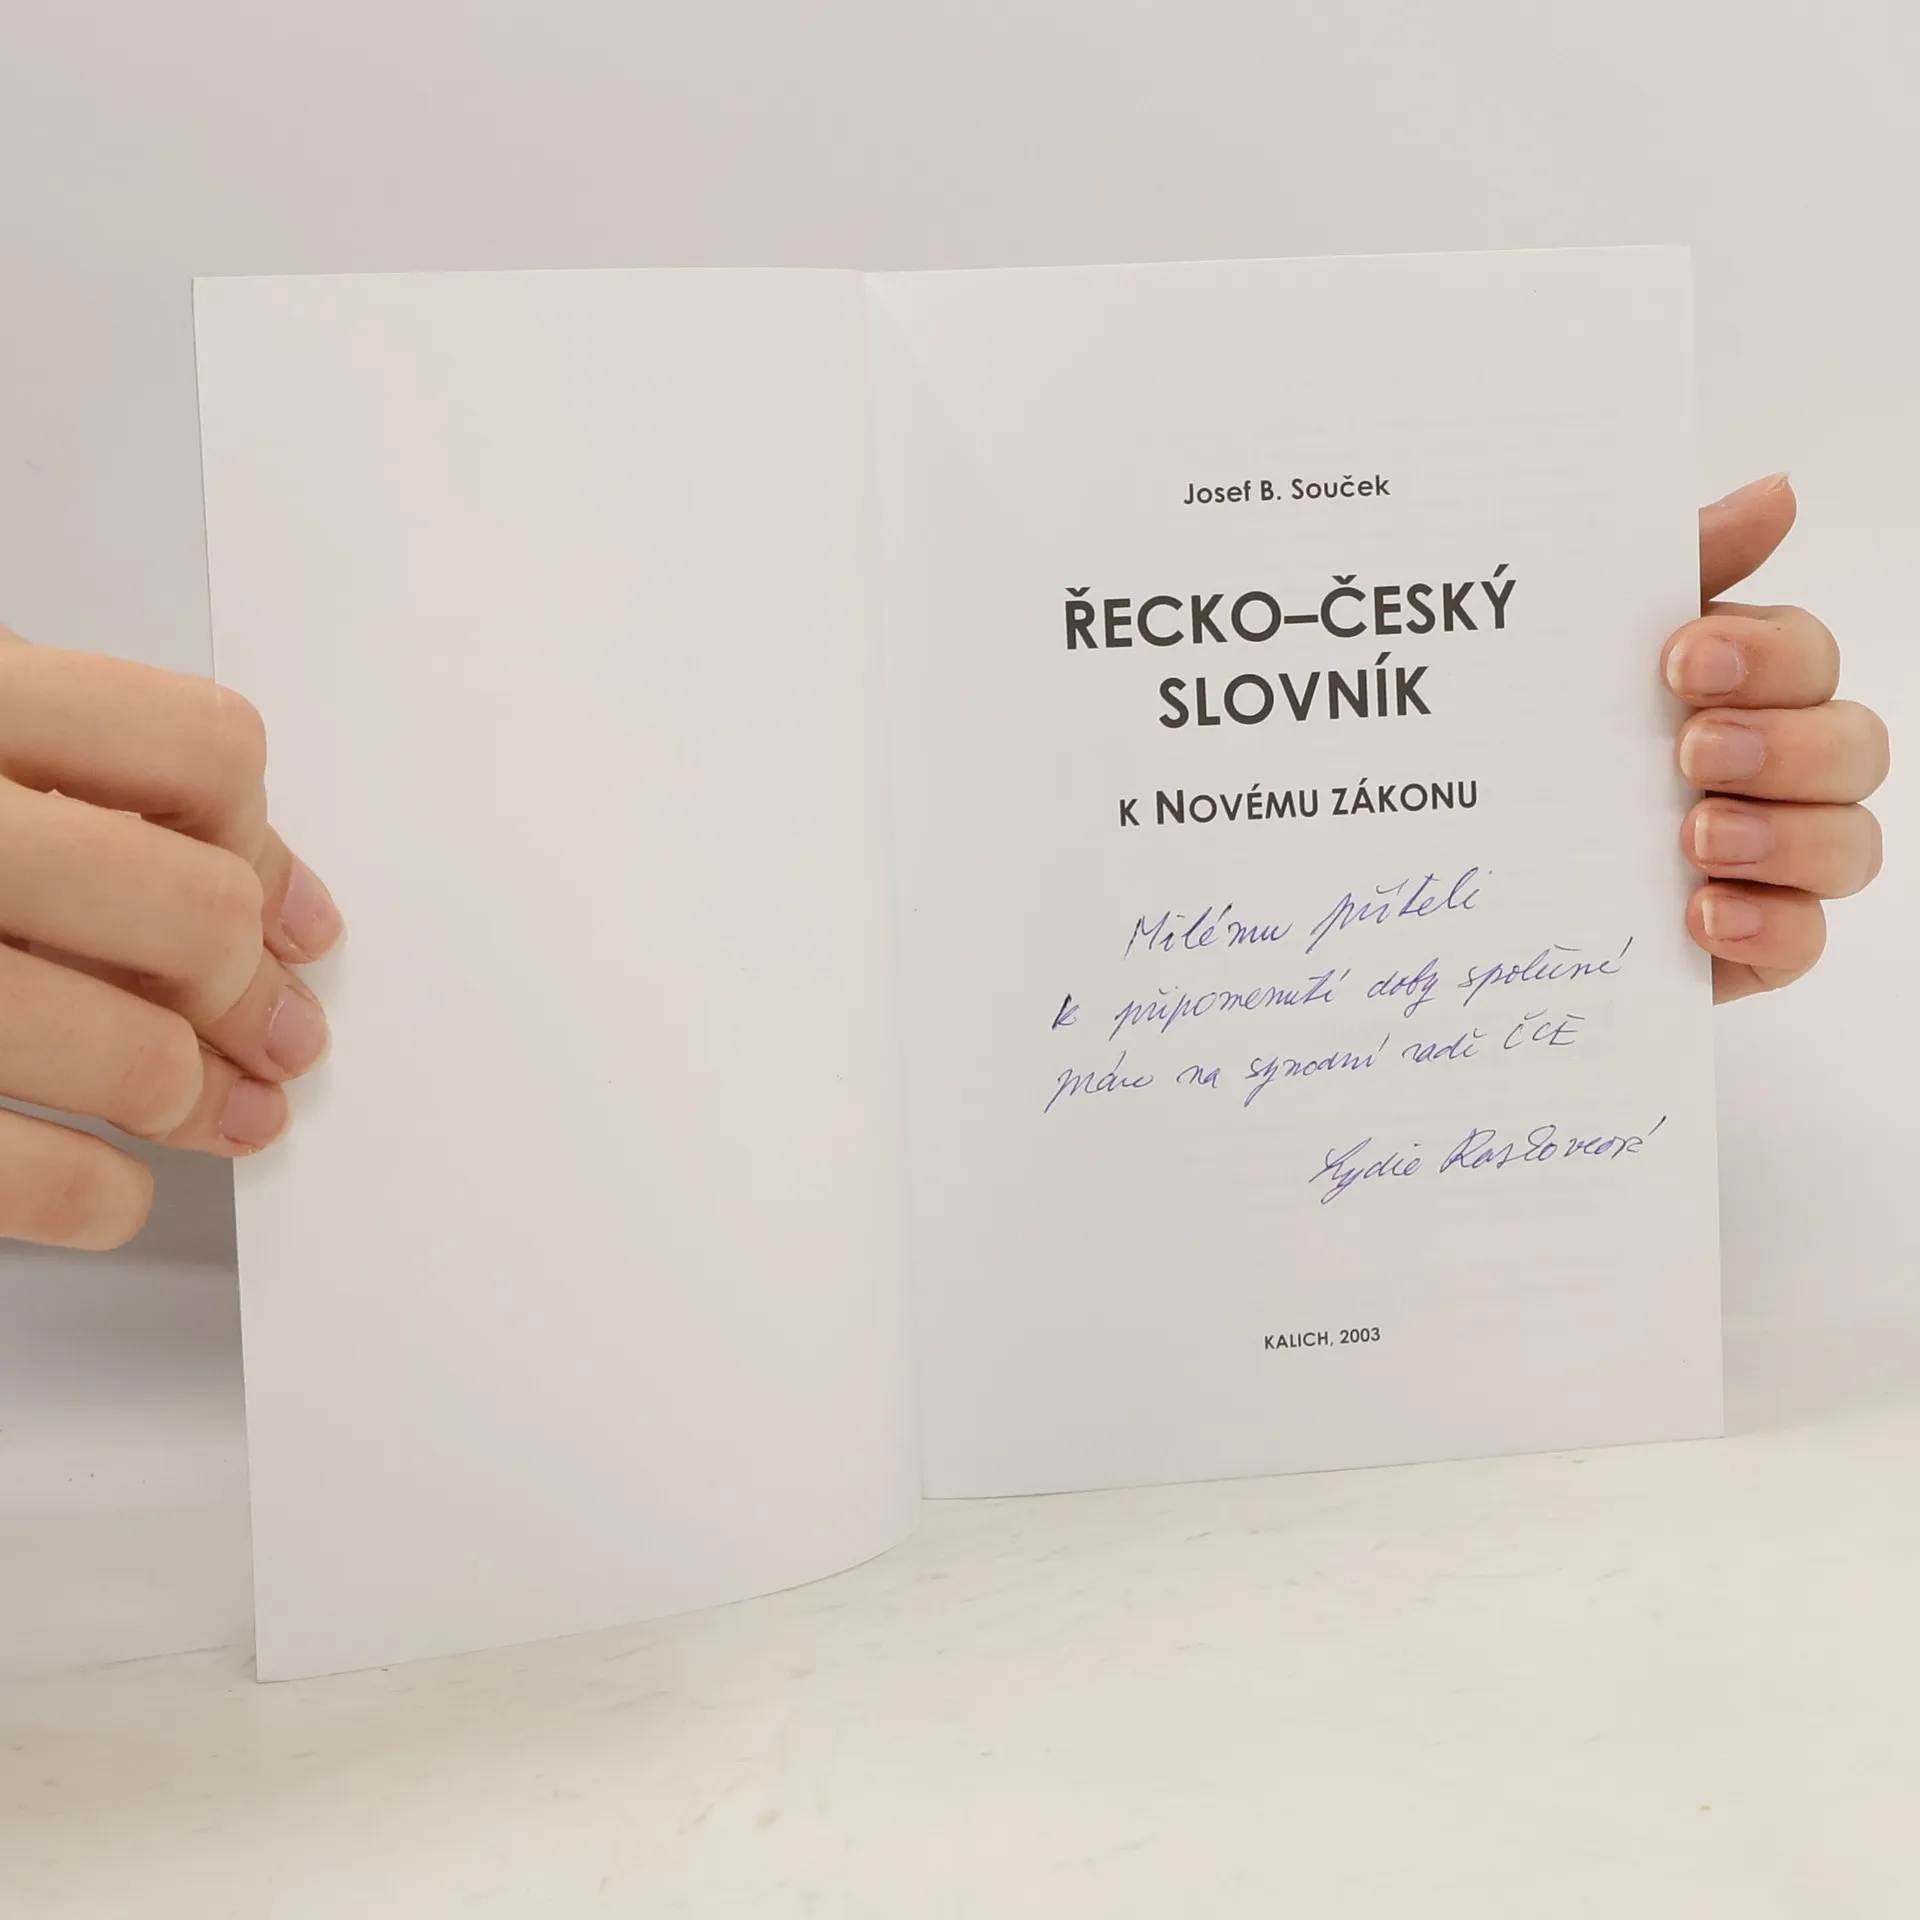 Josef B. Souček
ŘECKO–ČESKÝ
SLOVNÍK
K NOVÉMU ZÁKONU
Milému příteli
k připomenutí doby společné
práce na synodní radě ČCE
Lydie Roskovcová
KALICH, 2003